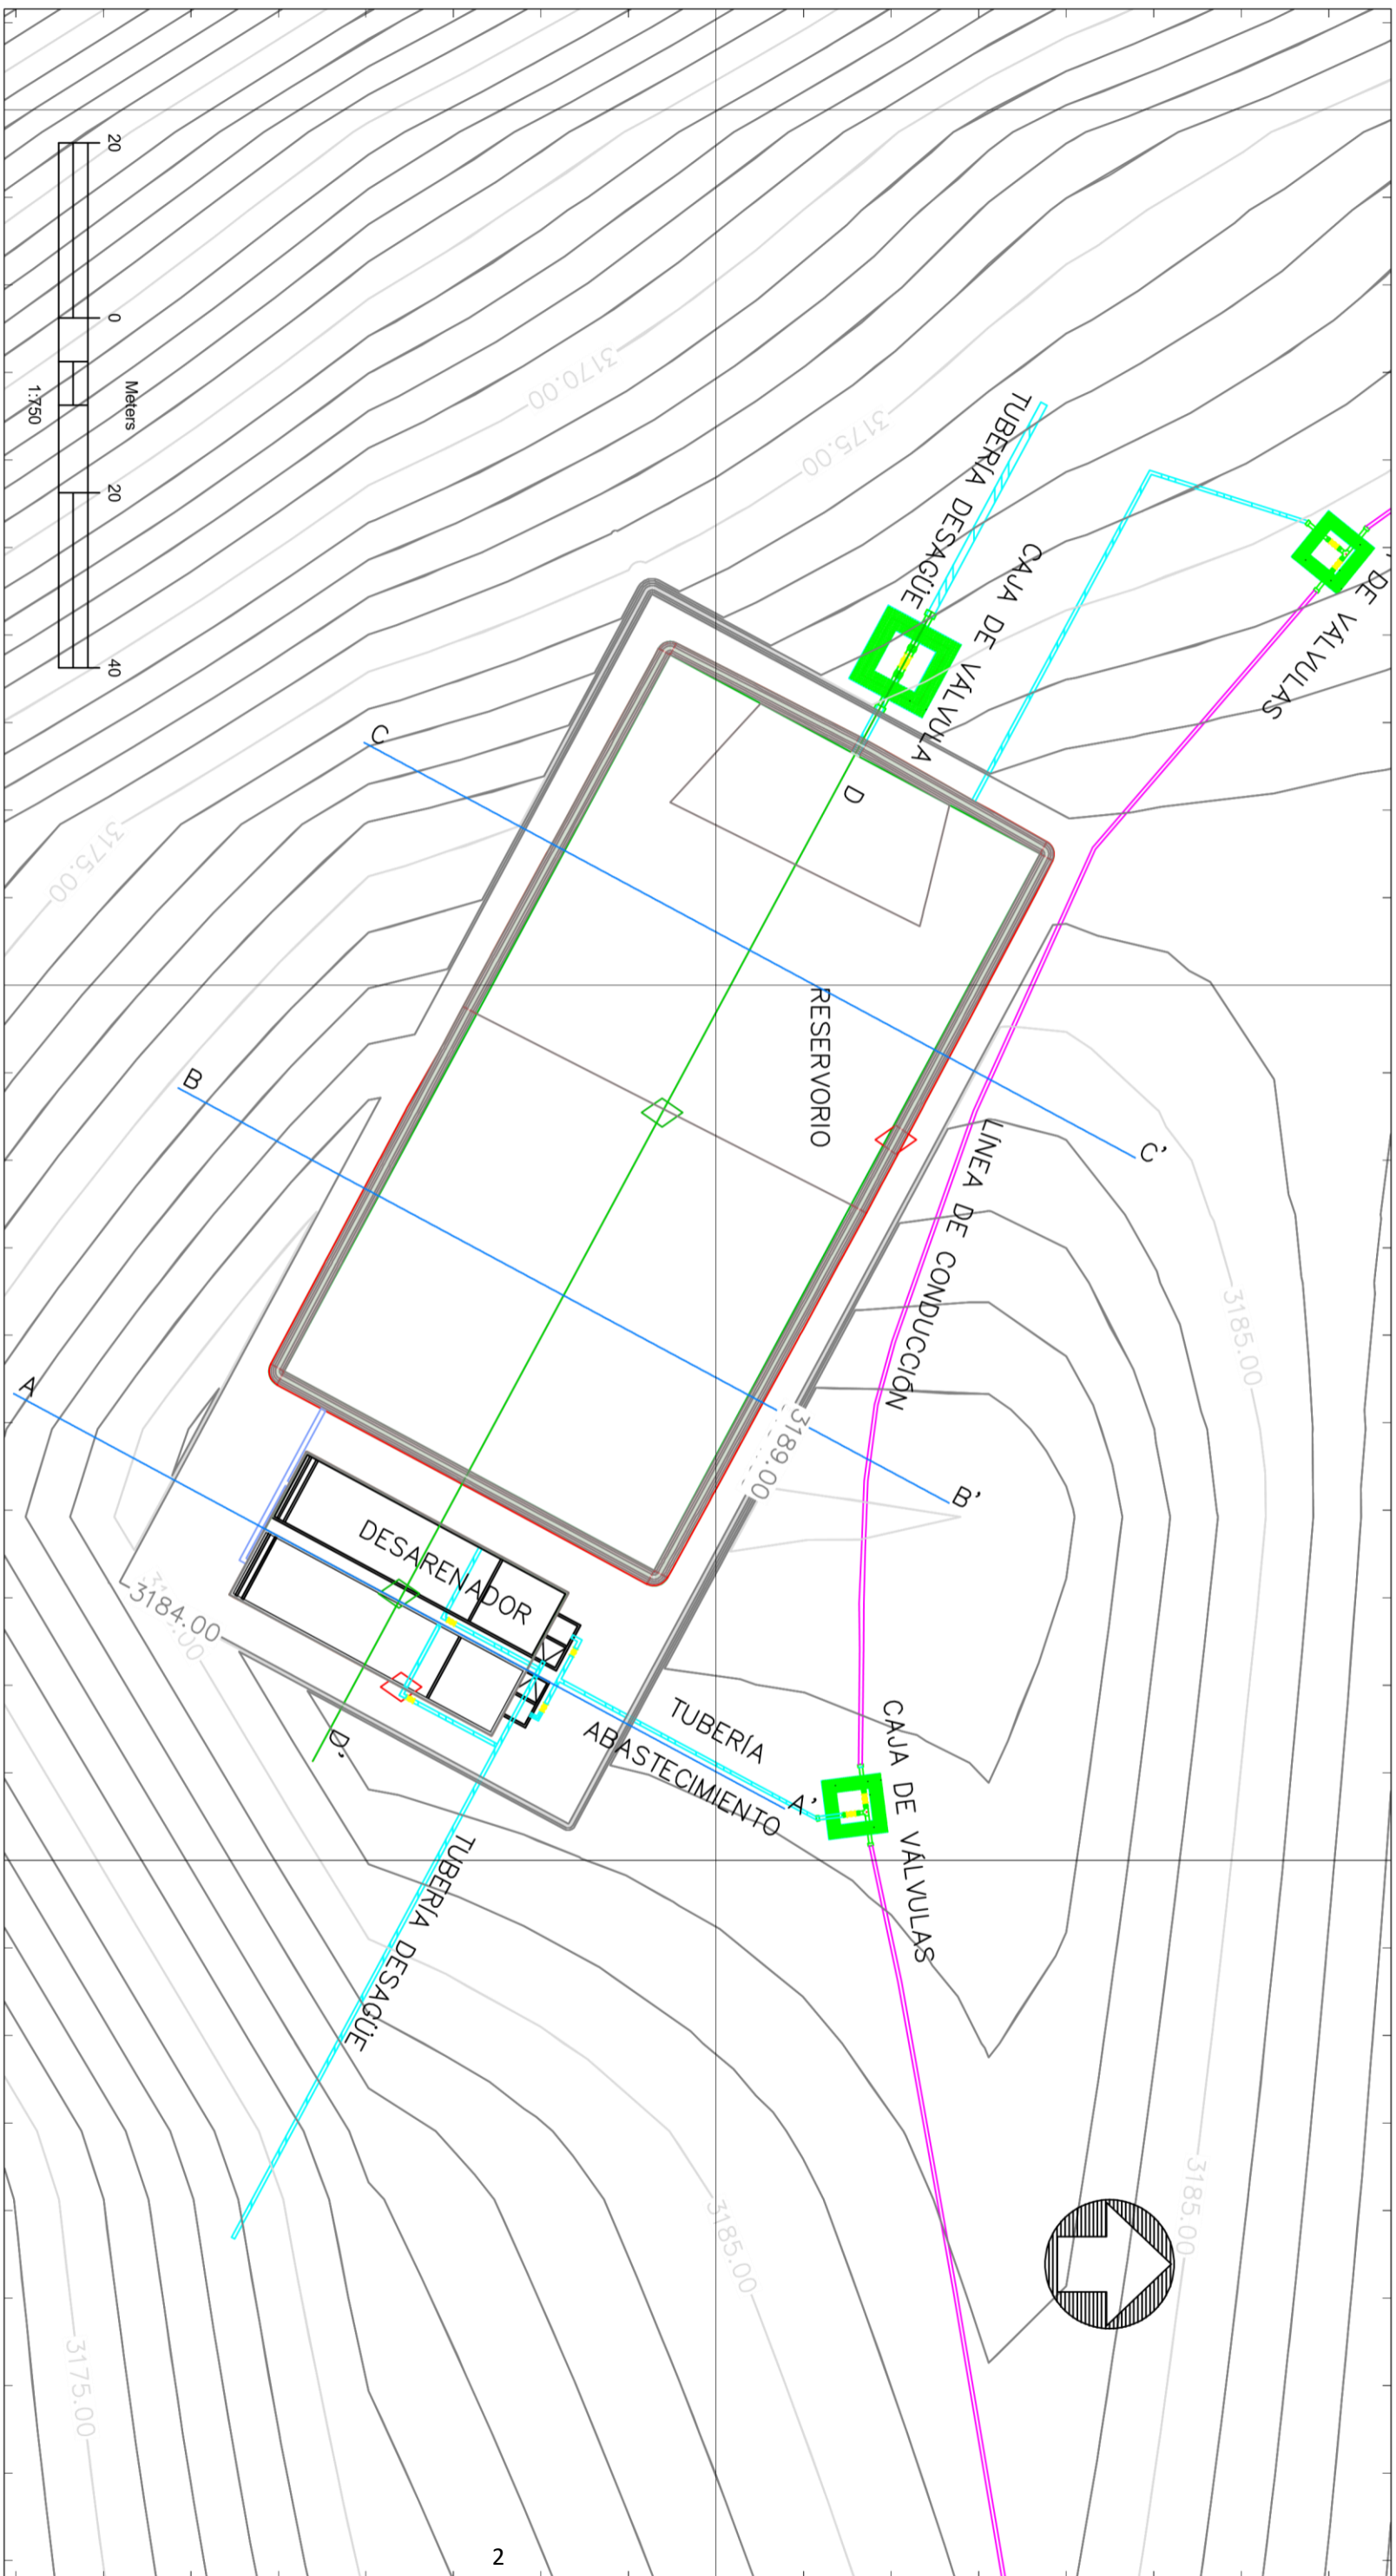 20
0
20
40
Meters
1:750
3170.00
3175.00
TUBERÍA DESAGÜE
CAJA DE VÁLVULA
DE VÁLVULAS
C
D
3175.00
RESERVORIO
B
C'
LÍNEA DE CONDUCCIÓN
3185.00
A
3189.00
B'
DESARENADOR
3184.00
D'
TUBERÍA
ABASTECIMIENTO
A'
CAJA DE VÁLVULAS
TUBERÍA DESAGÜE
3185.00
3185.00
3175.00
2